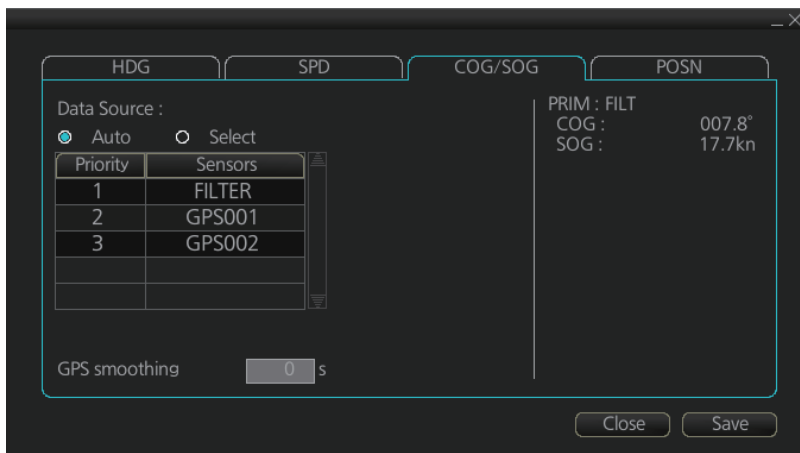 HDG SPD COG/SOG POSN
Data Source :
Auto Select
Priority Sensors
1 FILTER
2 GPS001
3 GPS002
GPS smoothing 0 s
PRIM : FILT
COG : 007.8°
SOG : 17.7kn
Close Save